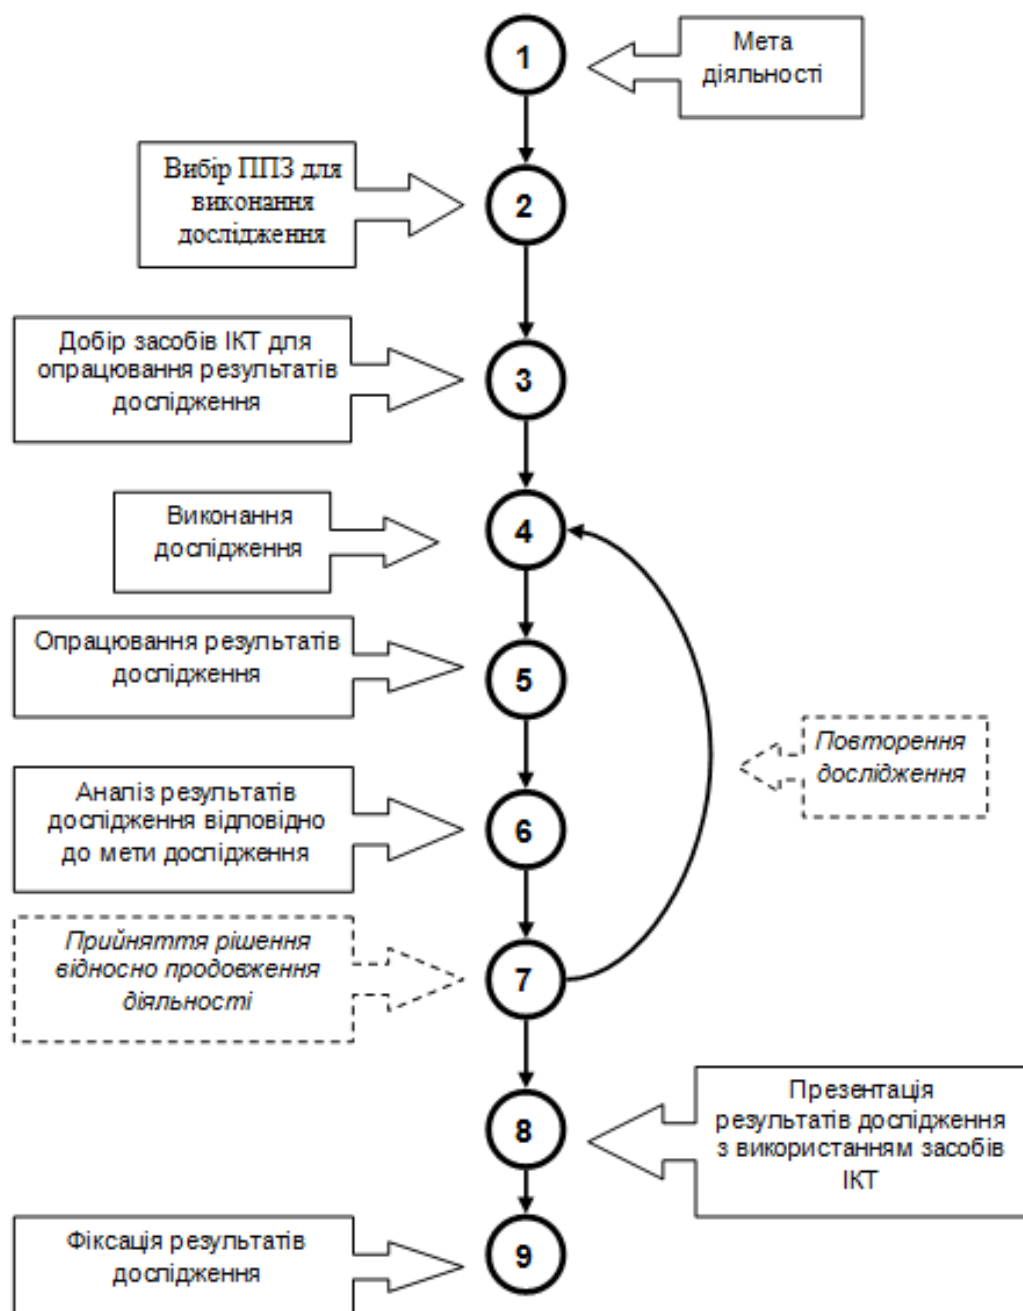 1
Мета
діяльності
Вибір ППЗ для
виконання
дослідження
2
Добір засобів ІКТ для
опрацювання результатів
дослідження
3
Виконання
дослідження
4
Опрацювання результатів
дослідження
5
Повторення
дослідження
Аналіз результатів
дослідження відповідно
до мети дослідження
6
Прийняття рішення
відносно продовження
діяльності
7
8
Презентація
результатів дослідження
з використанням засобів
ІКТ
Фіксація результатів
дослідження
9